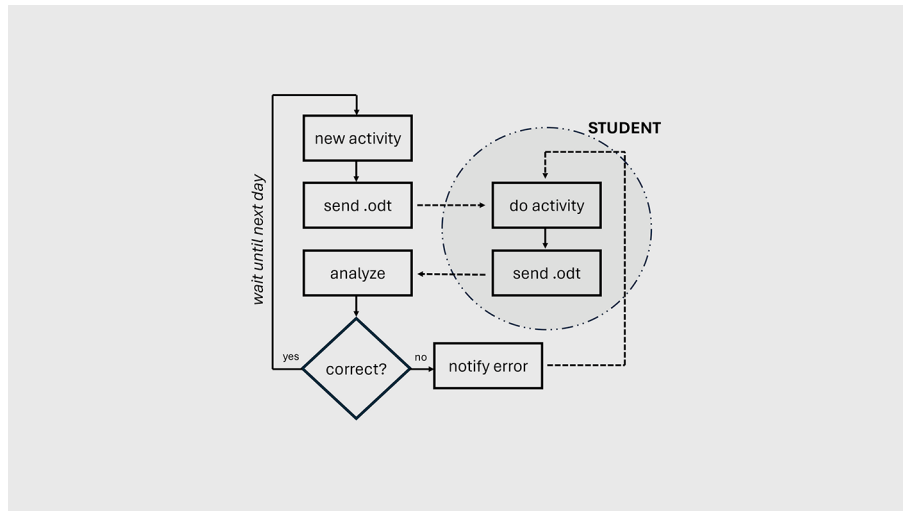 STUDENT
new activity
send .odt
do activity
wait until next day
analyze
send .odt
yes
correct?
no
notify error